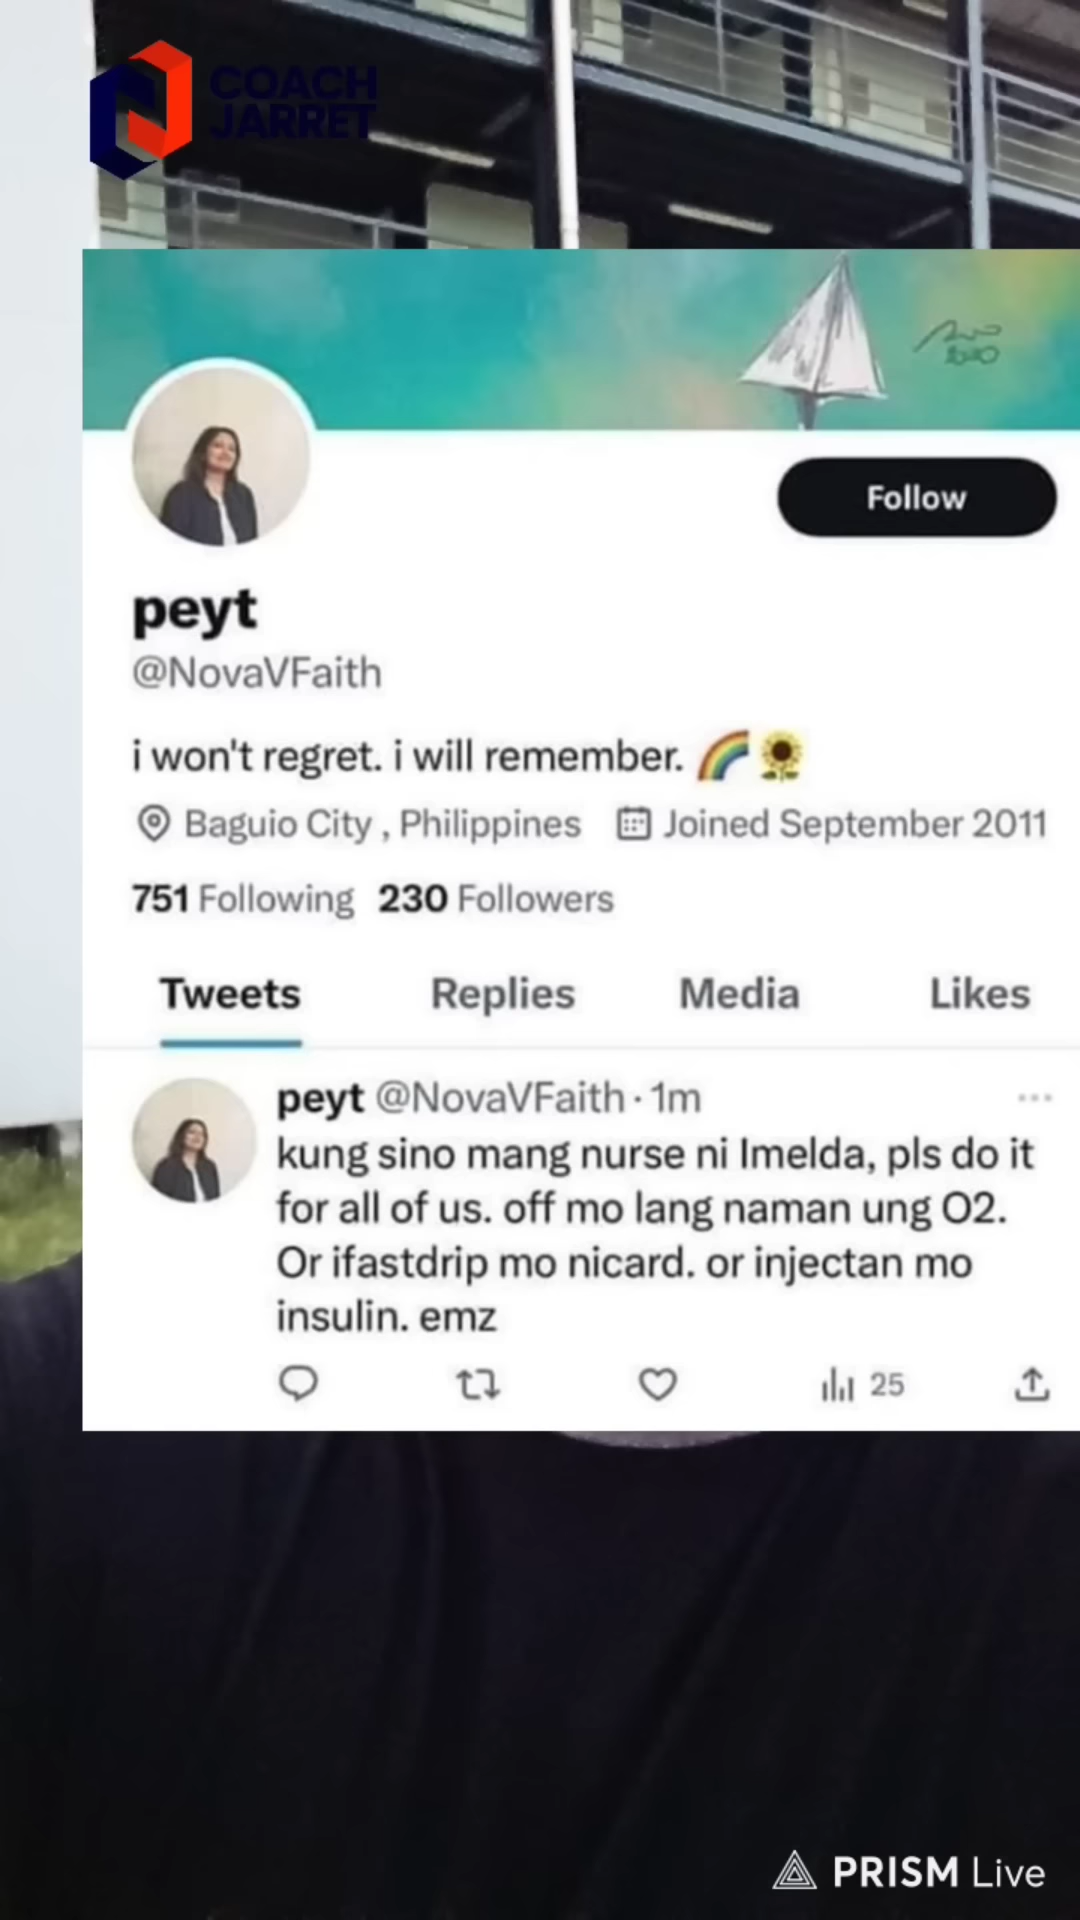 COACH
JARRET
2020
Follow
peyt
@NovaVFaith
i won't regret. i will remember. 🌈🌻
Baguio City , Philippines Joined September 2011
751 Following 230 Followers
Tweets Replies Media Likes
peyt @NovaVFaith · 1m ...
kung sino mang nurse ni Imelda, pls do it
for all of us. off mo lang naman ung O2.
Or ifastdrip mo nicard. or injectan mo
insulin. emz
25
PRISM Live